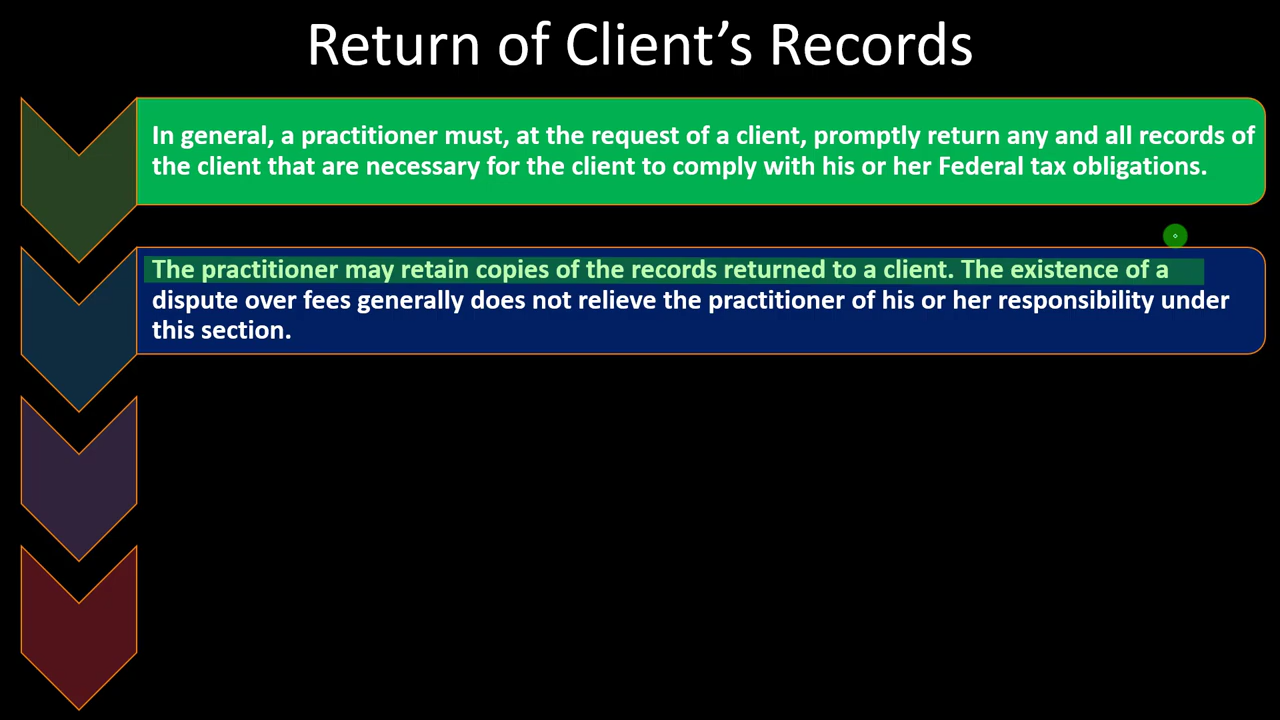 Return of Client’s Records
In general, a practitioner must, at the request of a client, promptly return any and all records of
the client that are necessary for the client to comply with his or her Federal tax obligations.
The practitioner may retain copies of the records returned to a client. The existence of a
dispute over fees generally does not relieve the practitioner of his or her responsibility under
this section.